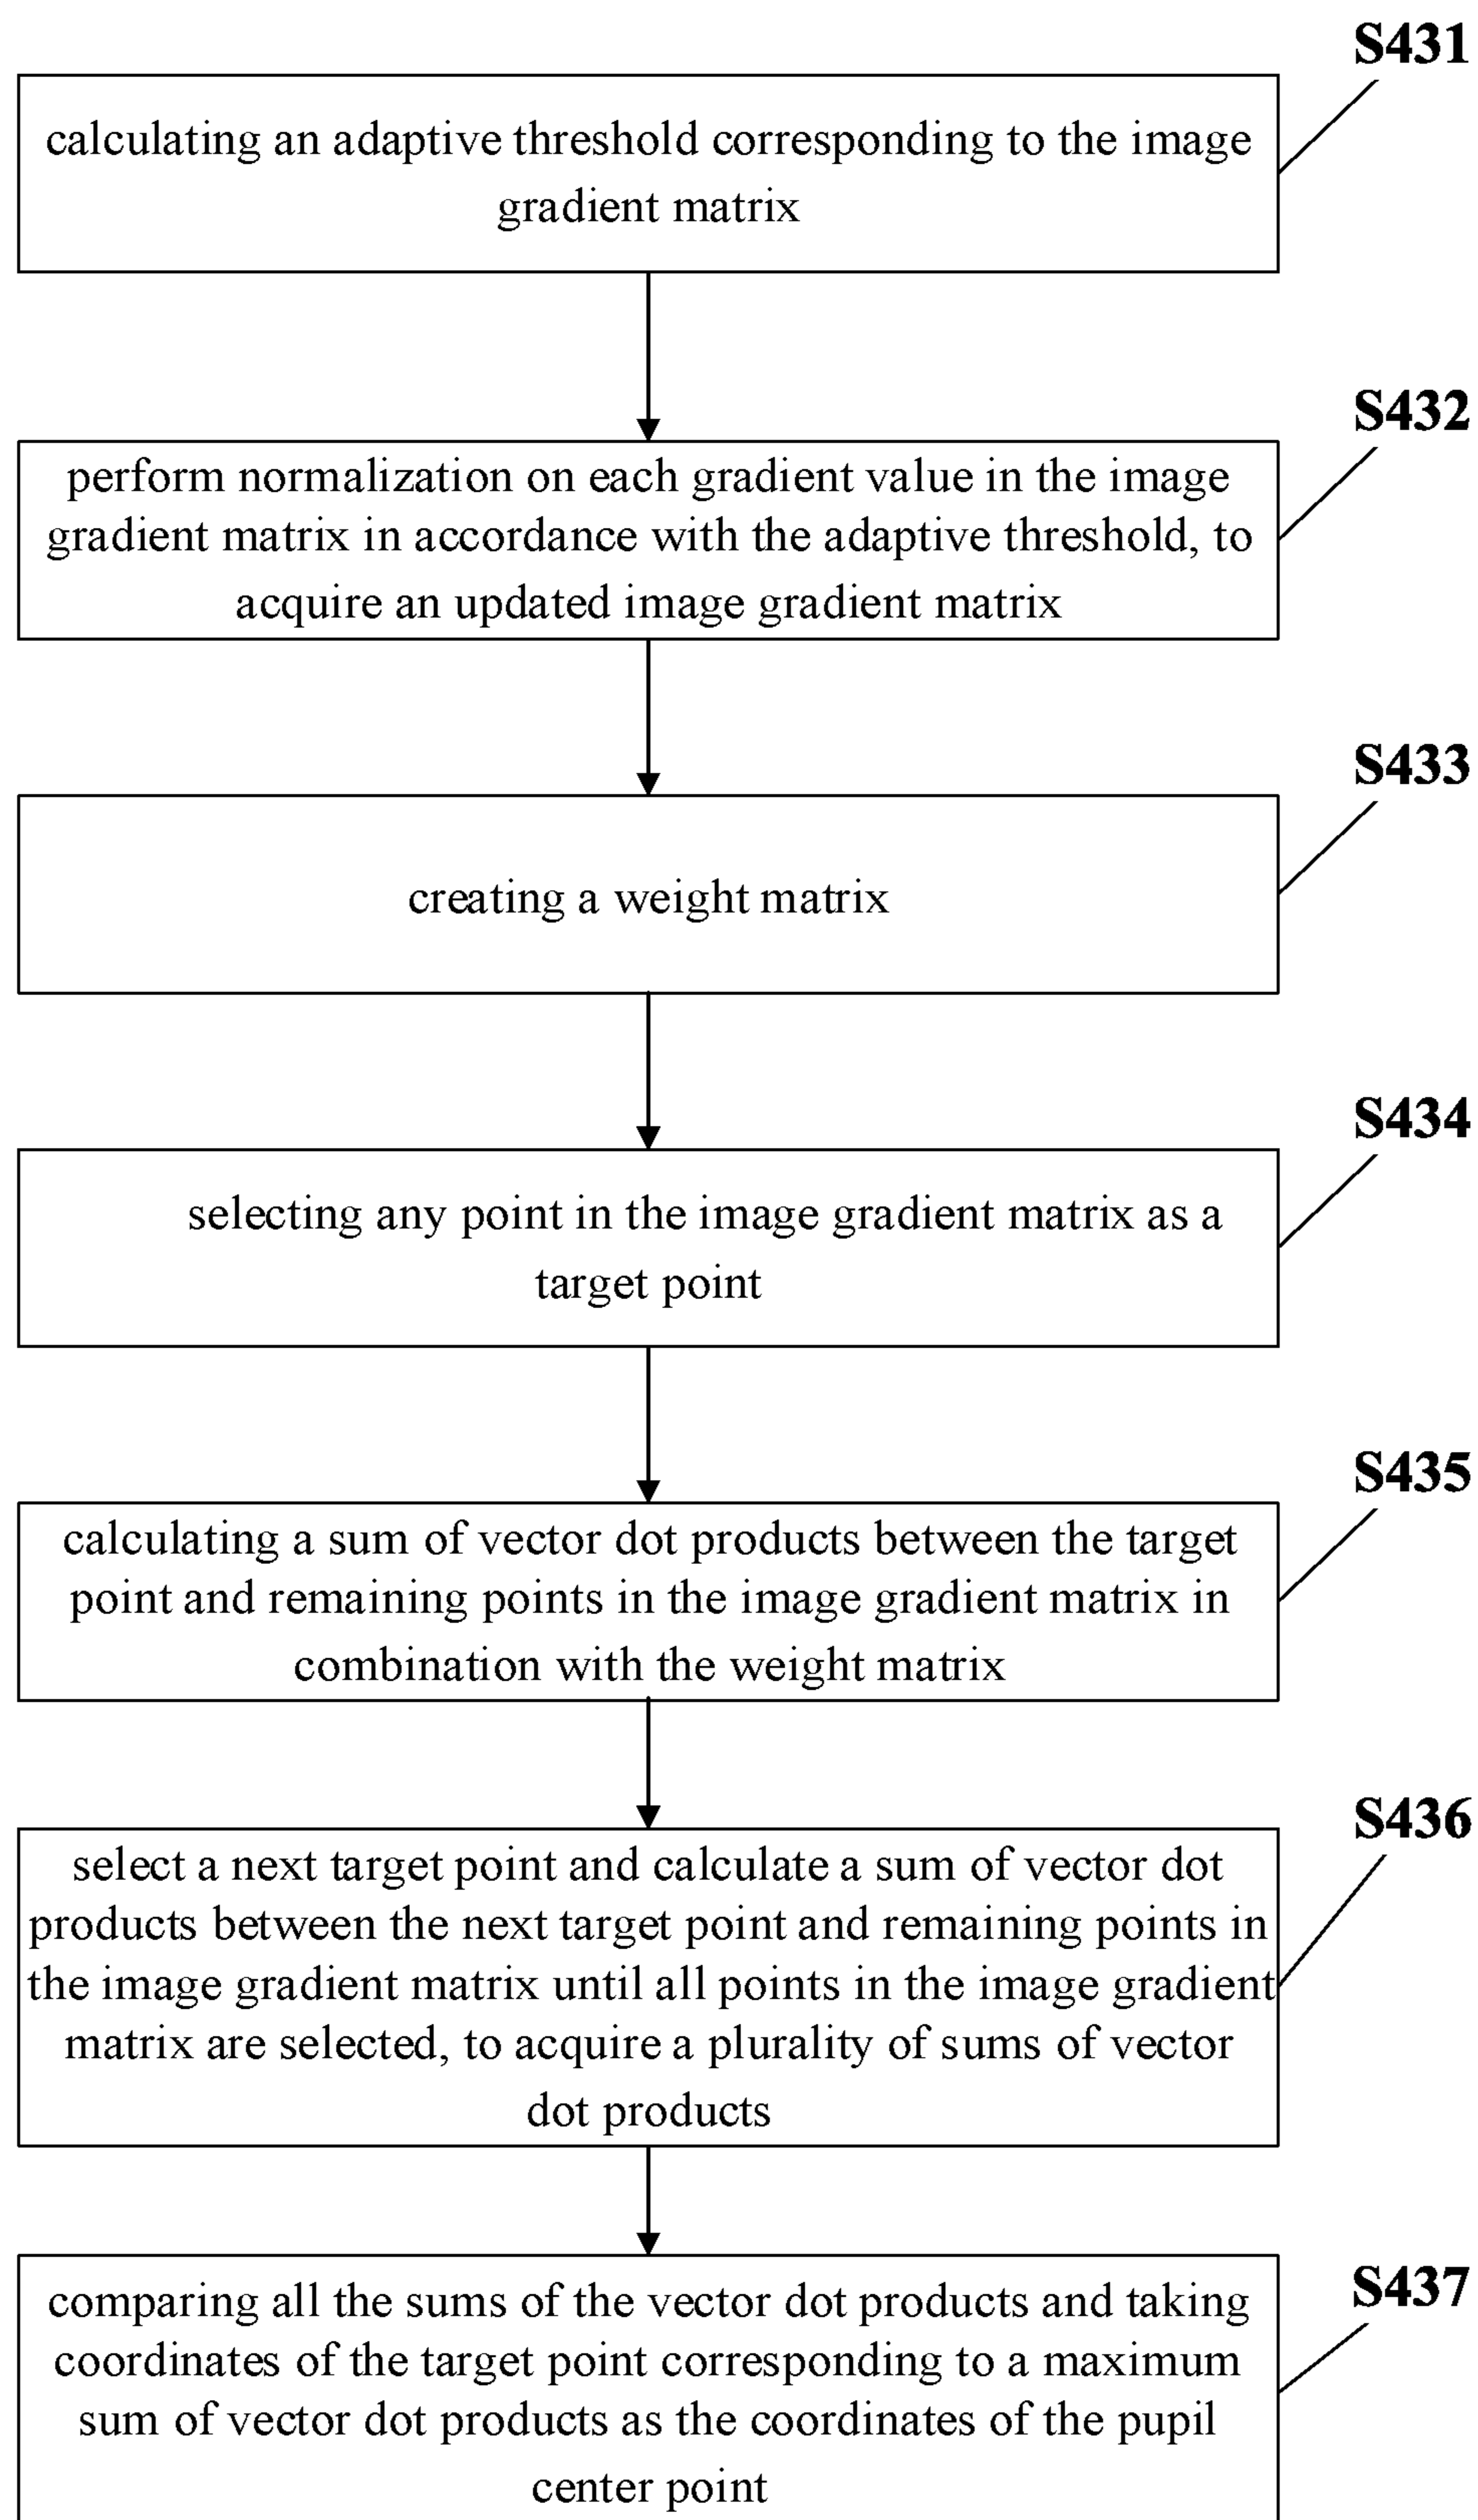 S431
calculating an adaptive threshold corresponding to the image
gradient matrix
S432
perform normalization on each gradient value in the image
gradient matrix in accordance with the adaptive threshold, to
acquire an updated image gradient matrix
S433
creating a weight matrix
S434
selecting any point in the image gradient matrix as a
target point
S435
calculating a sum of vector dot products between the target
point and remaining points in the image gradient matrix in
combination with the weight matrix
S436
select a next target point and calculate a sum of vector dot
products between the next target point and remaining points in
the image gradient matrix until all points in the image gradient
matrix are selected, to acquire a plurality of sums of vector
dot products
S437
comparing all the sums of the vector dot products and taking
coordinates of the target point corresponding to a maximum
sum of vector dot products as the coordinates of the pupil
center point